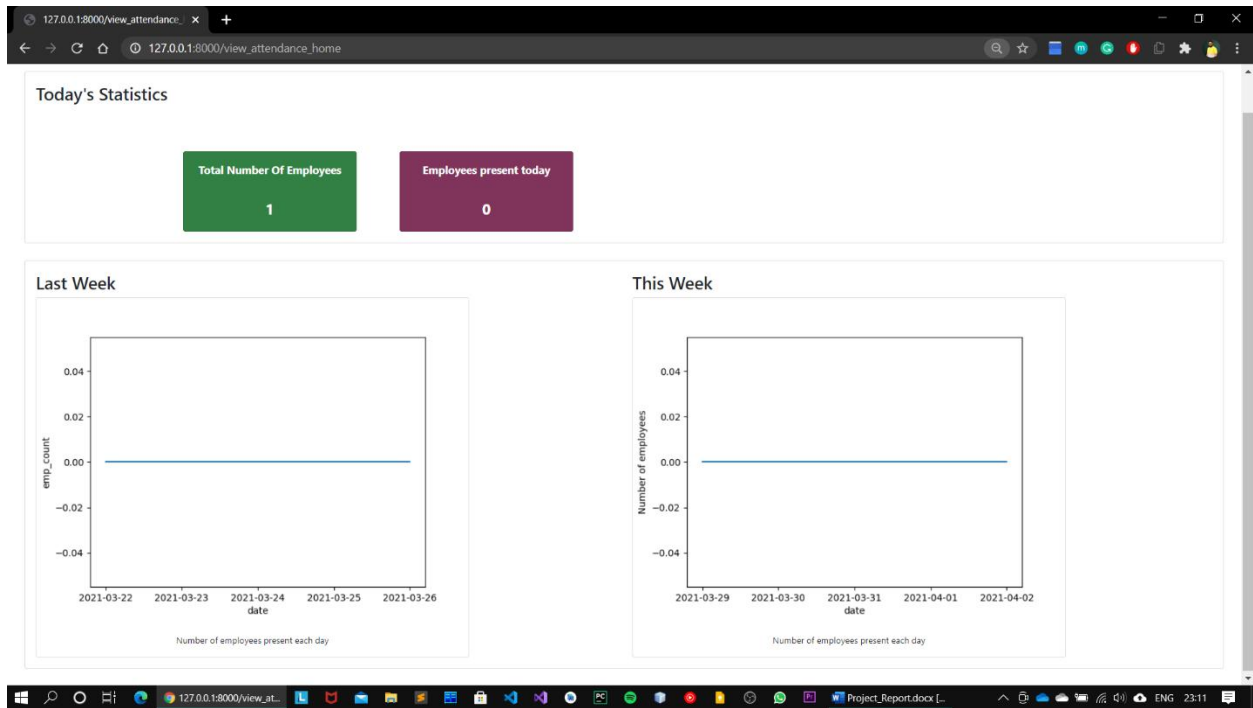 127.0.0.1:8000/view_attendance_
127.0.0.1:8000/view_attendance_home
Today's Statistics
Total Number Of Employees
1
Employees present today
0
Last Week
0.04
0.02
0.00
−0.02
−0.04
emp_count
2021-03-22 2021-03-23 2021-03-24 2021-03-25 2021-03-26
date
Number of employees present each day
This Week
0.04
0.02
0.00
−0.02
−0.04
Number of employees
2021-03-29 2021-03-30 2021-03-31 2021-04-01 2021-04-02
date
Number of employees present each day
127.0.0.1:8000/view_at... Project_Report.docx [... ENG 23:11